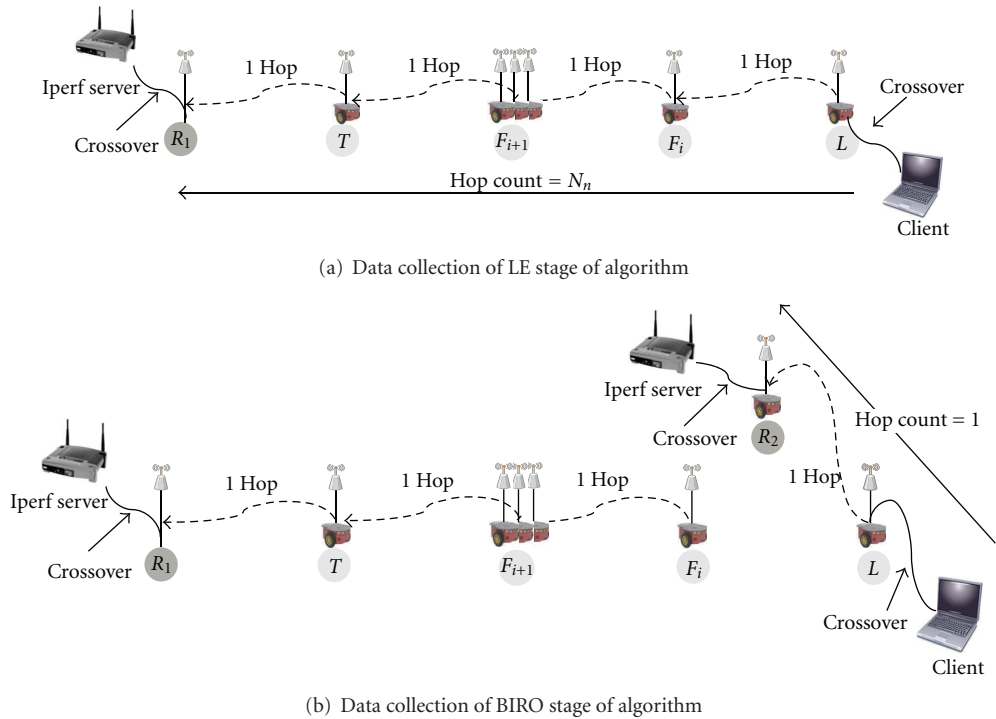 1 Hop
1 Hop
1 Hop
1 Hop
Iperf server
Crossover
Crossover
R1
T
Fi+1
Fi
L
Hop count = Nn
Client
(a) Data collection of LE stage of algorithm
Iperf server
Hop count = 1
Crossover
R2
1 Hop
1 Hop
1 Hop
1 Hop
Iperf server
Crossover
R1
T
Fi+1
Fi
L
Crossover
Client
(b) Data collection of BIRO stage of algorithm